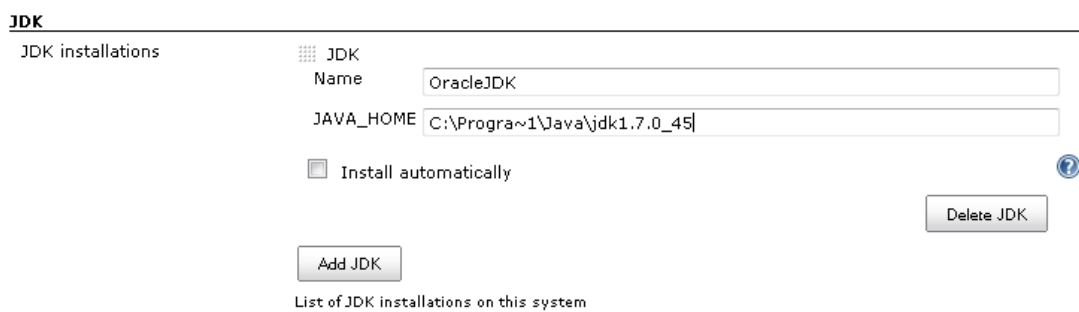 JDK
JDK installations
JDK
Name OracleJDK
JAVA_HOME C:\Progra~1\Java\jdk1.7.0_45
Install automatically ?
Delete JDK
Add JDK
List of JDK installations on this system